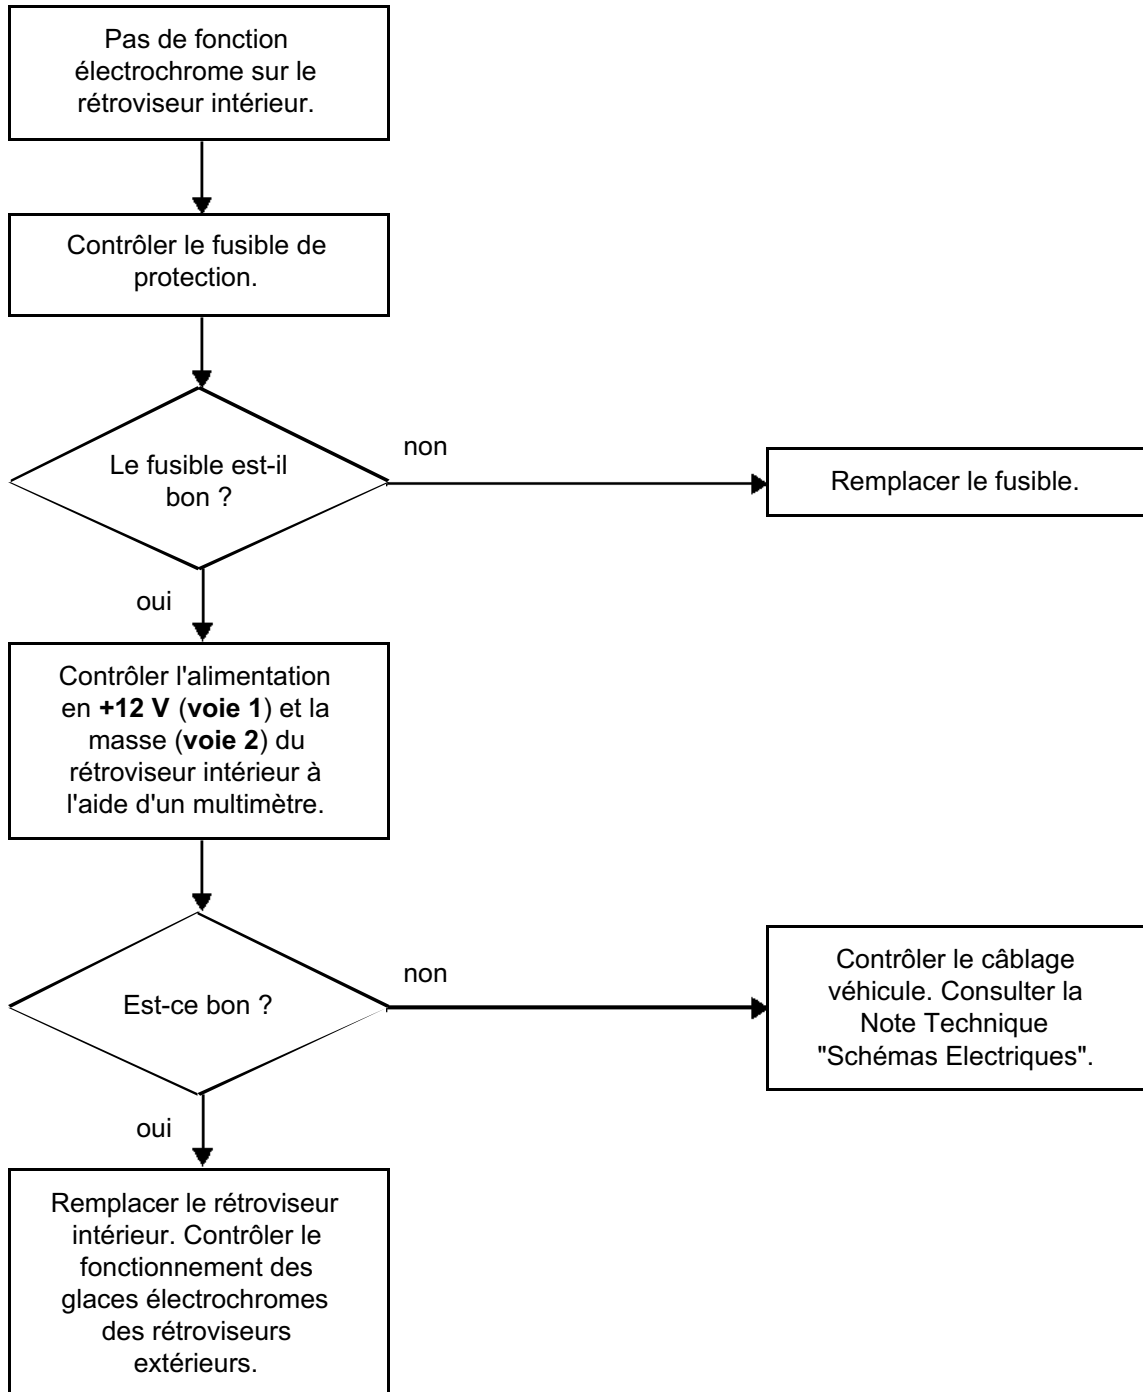 Pas de fonction
électrochrome sur le
rétroviseur intérieur.
Contrôler le fusible de
protection.
Le fusible est-il
bon ?
non
Remplacer le fusible.
oui
Contrôler l'alimentation
en +12 V (voie 1) et la
masse (voie 2) du
rétroviseur intérieur à
l'aide d'un multimètre.
Est-ce bon ?
non
Contrôler le câblage
véhicule. Consulter la
Note Technique
"Schémas Electriques".
oui
Remplacer le rétroviseur
intérieur. Contrôler le
fonctionnement des
glaces électrochromes
des rétroviseurs
extérieurs.